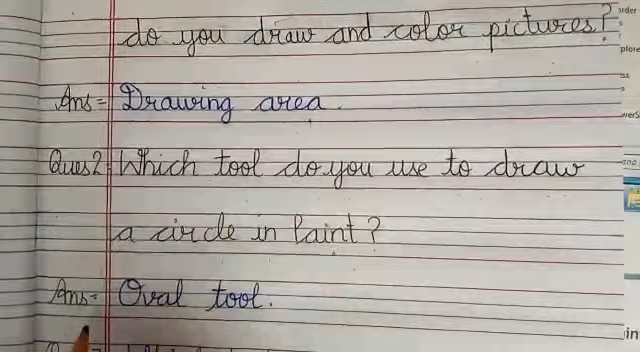 do you draw and color pictures?
Ans= Drawing area.
Ques2 Which tool do you use to draw
a circle in Paint?
Ans= Oval tool.